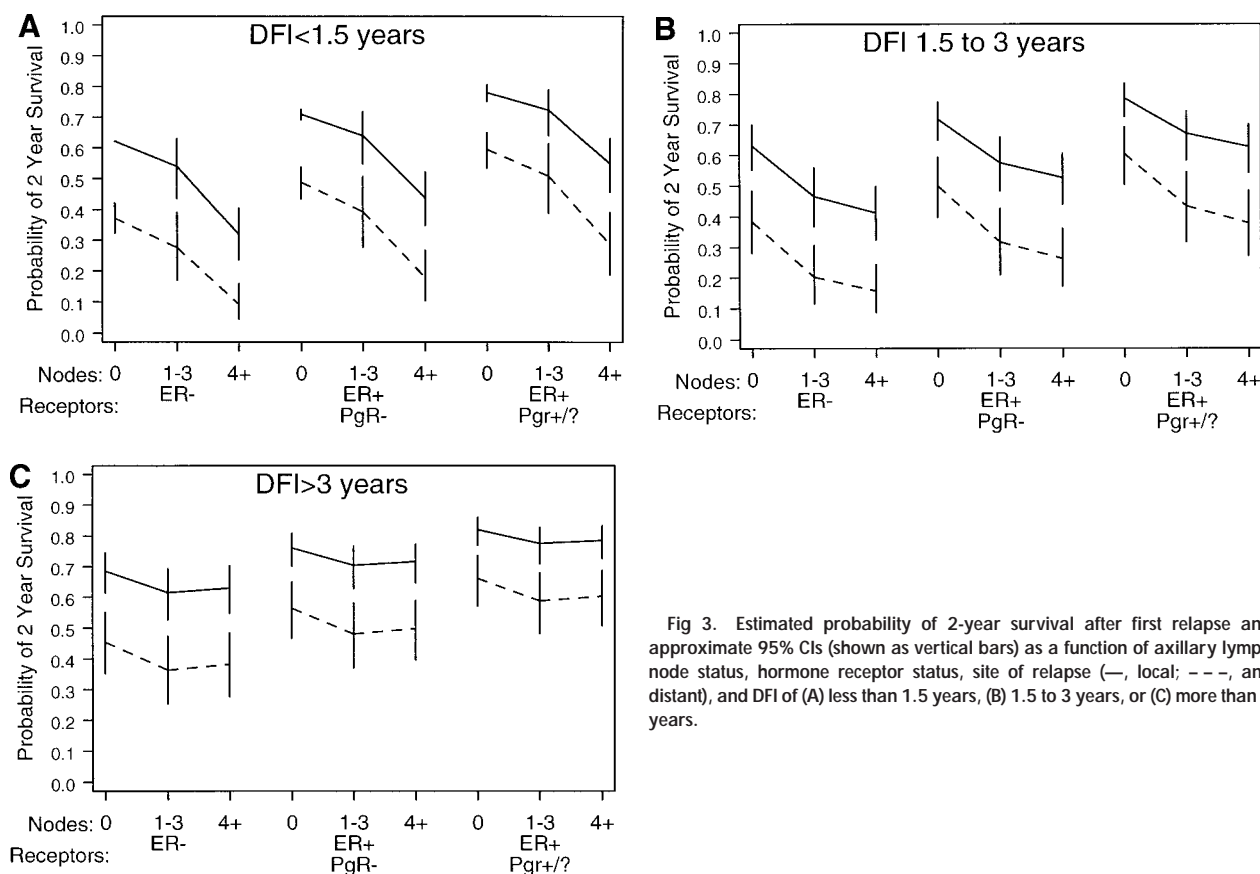 A
DFI<1.5 years
Probability of 2 Year Survival
1.0
0.9
0.8
0.7
0.6
0.5
0.4
0.3
0.2
0.1
0.0
Nodes: 0 1-3 4+ 0 1-3 4+ 0 1-3 4+
Receptors: ER- ER+ ER+
PgR- Pgr+/?
B
DFI 1.5 to 3 years
Probability of 2 Year Survival
1.0
0.9
0.8
0.7
0.6
0.5
0.4
0.3
0.2
0.1
0.0
Nodes: 0 1-3 4+ 0 1-3 4+ 0 1-3 4+
Receptors: ER- ER+ ER+
PgR- Pgr+/?
C
DFI>3 years
Probability of 2 Year Survival
1.0
0.9
0.8
0.7
0.6
0.5
0.4
0.3
0.2
0.1
0.0
Nodes: 0 1-3 4+ 0 1-3 4+ 0 1-3 4+
Receptors: ER- ER+ ER+
PgR- Pgr+/?
Fig 3. Estimated probability of 2-year survival after first relapse an
approximate 95% CIs (shown as vertical bars) as a function of axillary lymp
node status, hormone receptor status, site of relapse (—, local; – – –, an
distant), and DFI of (A) less than 1.5 years, (B) 1.5 to 3 years, or (C) more than
years.